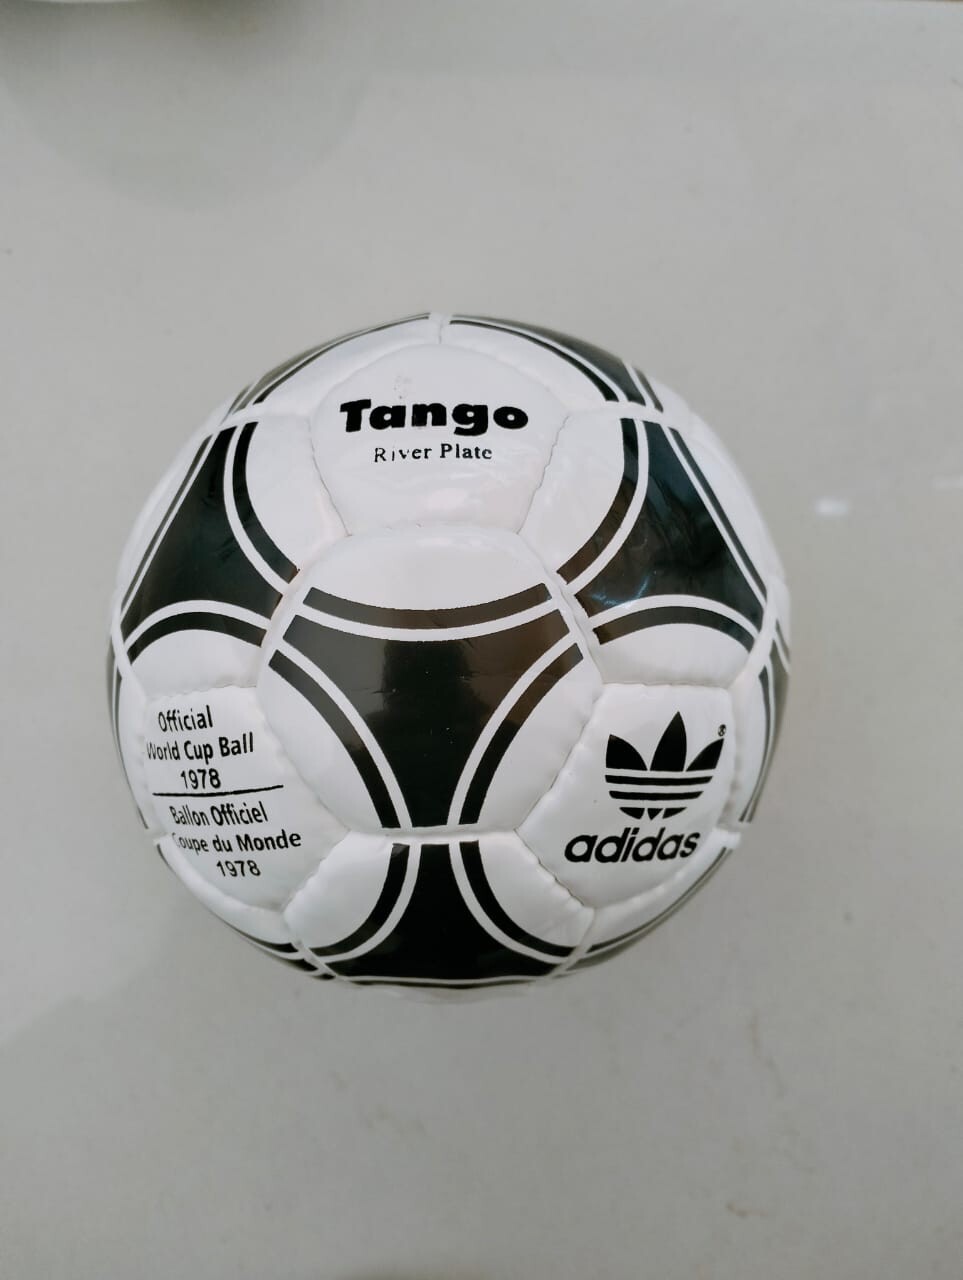 Tango
River Plate
Official
World Cup Ball
1978
Ballon Officiel
Coupe du Monde
1978
®
adidas